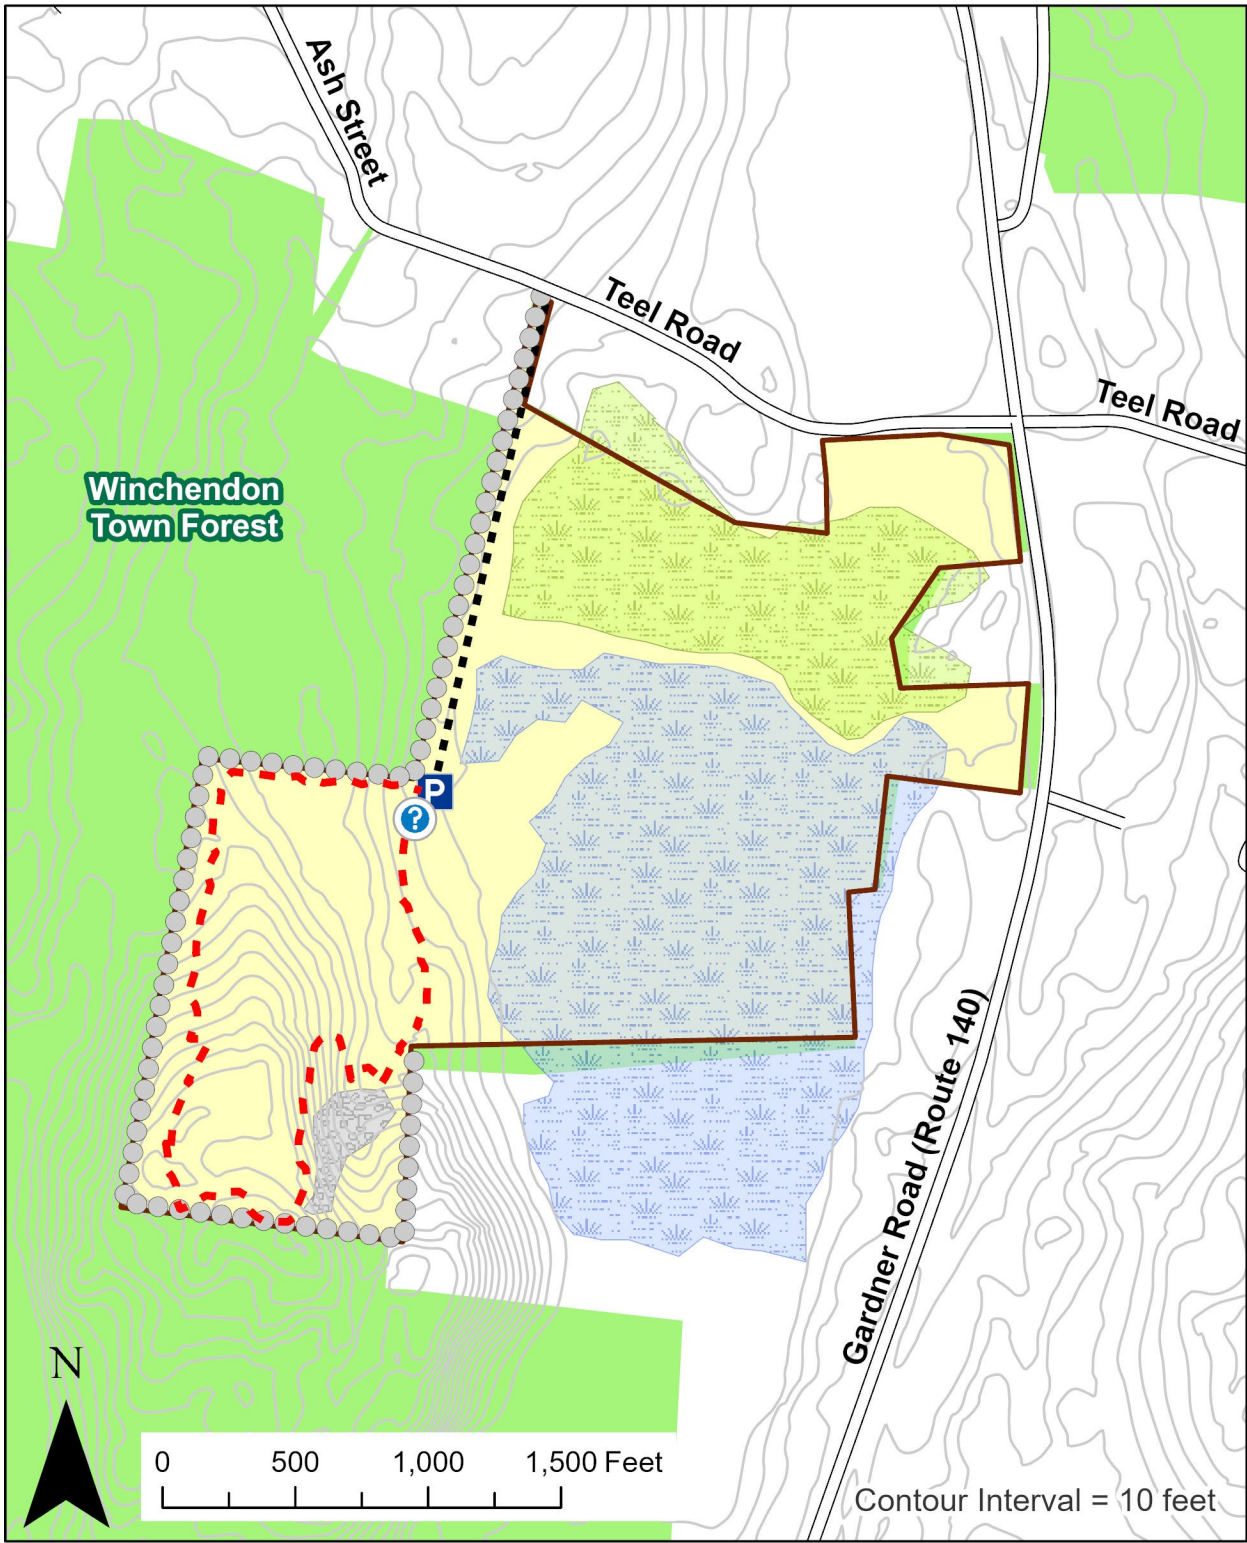 Ash Street
Teel Road
Teel Road
Winchendon
Town Forest
P
?
Gardner Road (Route 140)
N
0 500 1,000 1,500 Feet
Contour Interval = 10 feet